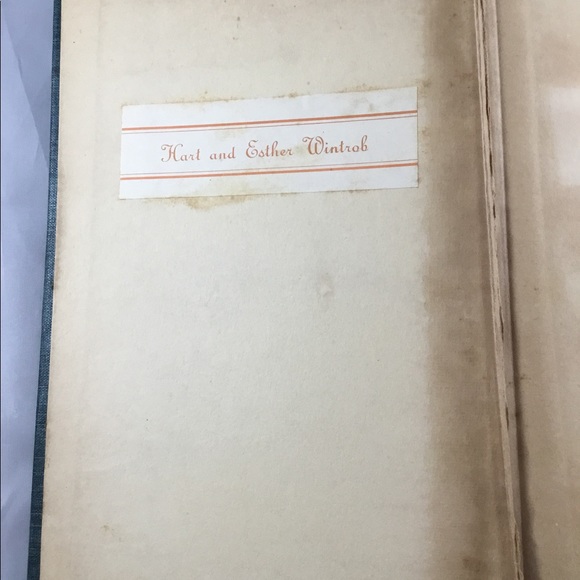 Hart and Esther Wintrob